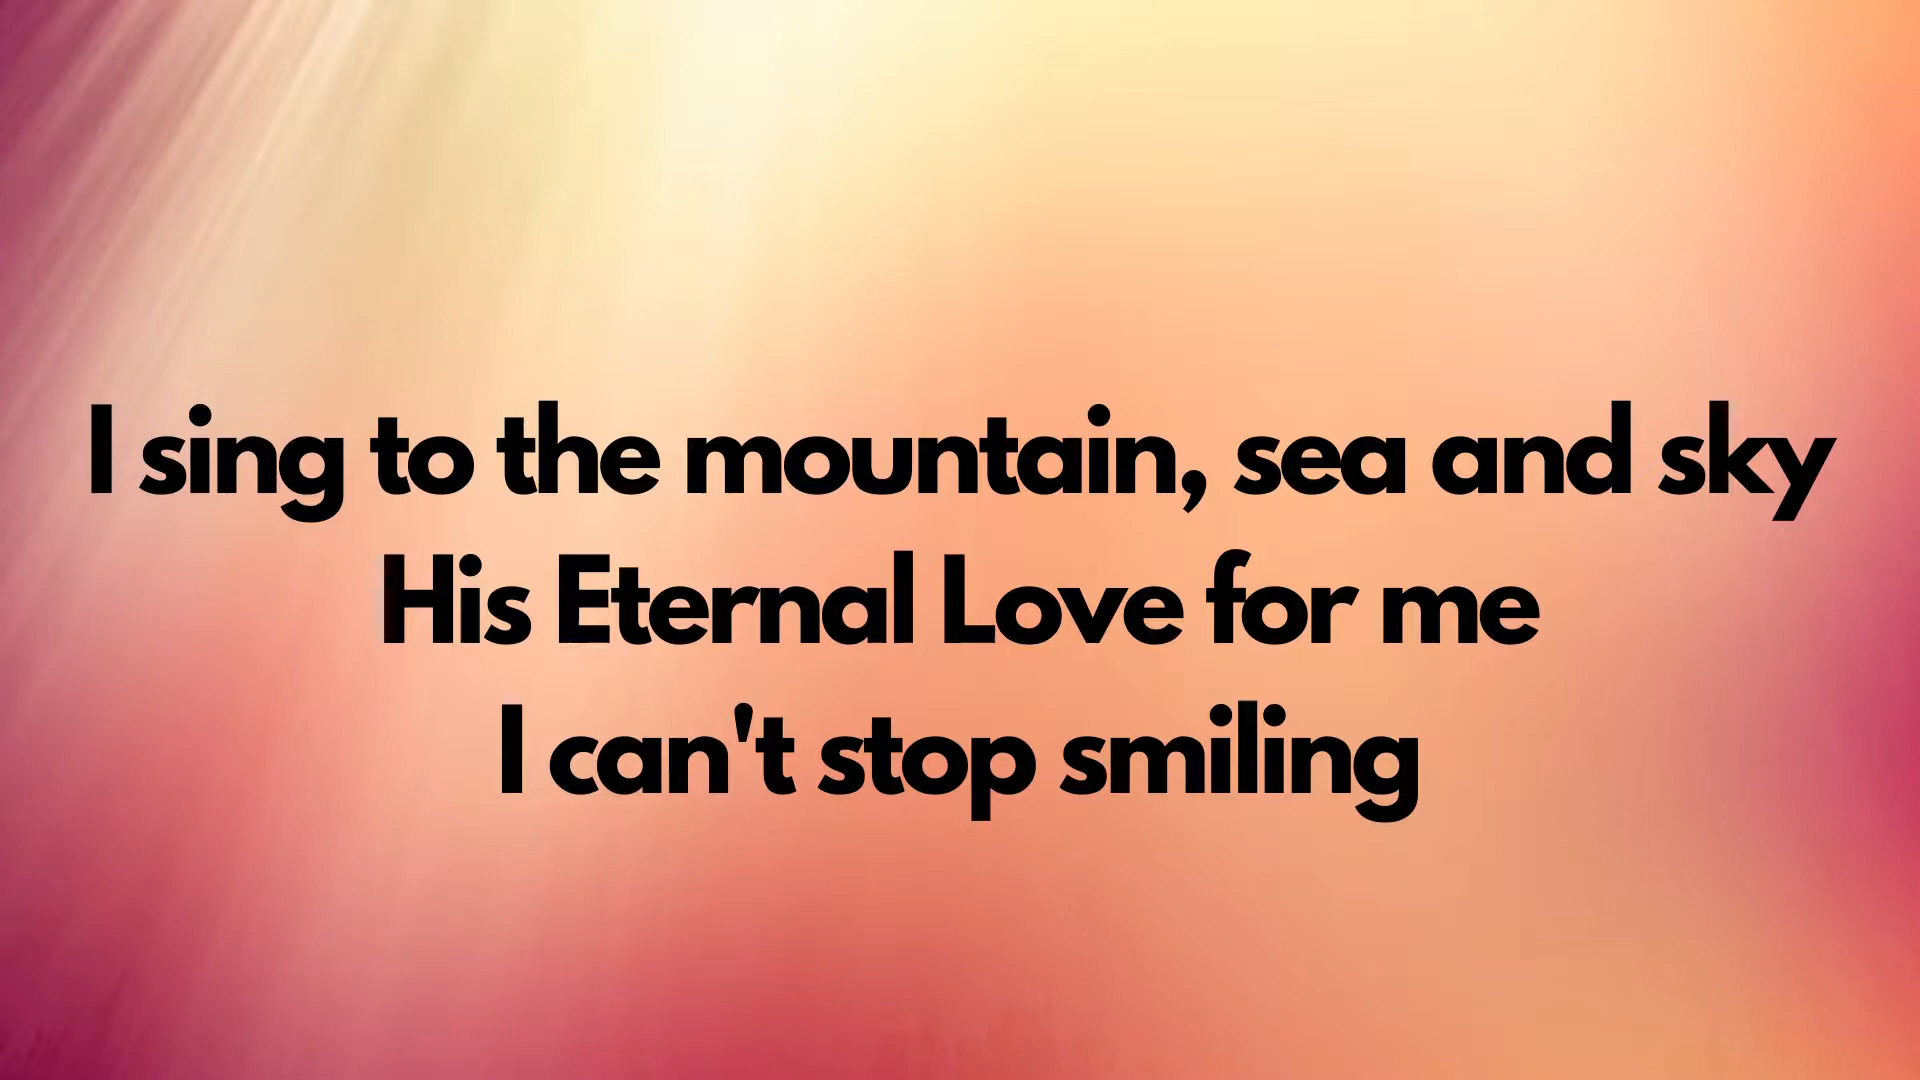 I sing to the mountain, sea and sky
His Eternal Love for me
I can't stop smiling